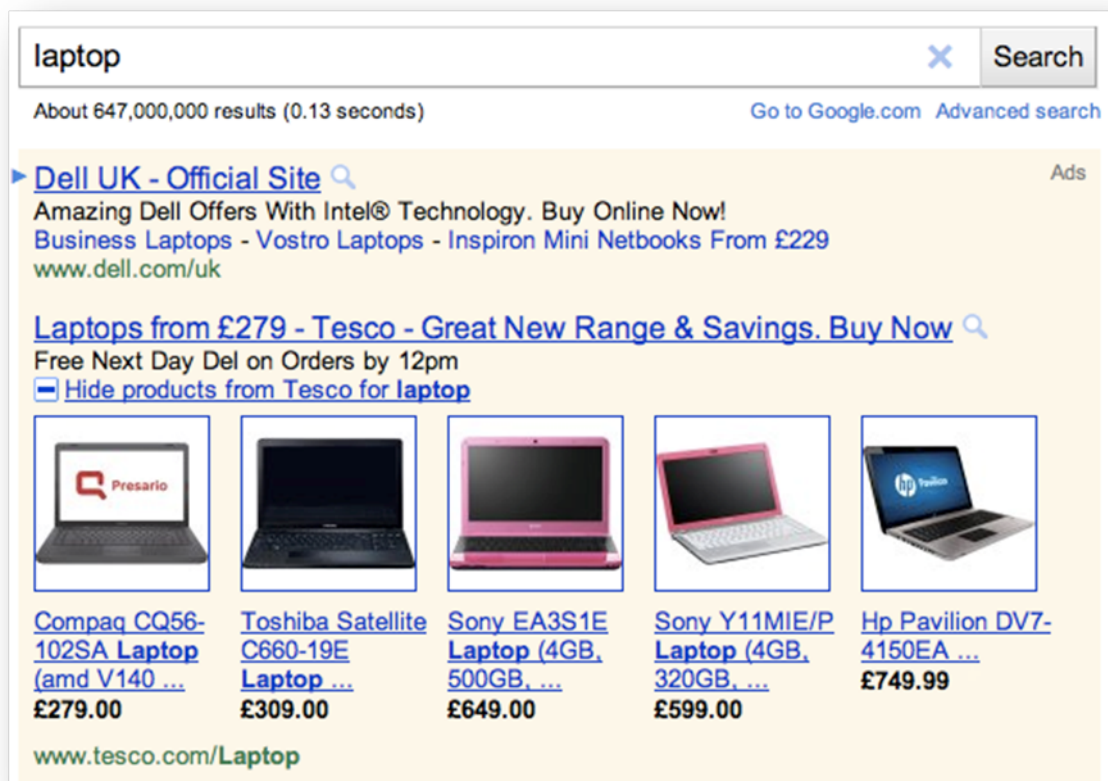 laptop
Search
About 647,000,000 results (0.13 seconds)
Go to Google.com Advanced search
Dell UK - Official Site
Ads
Amazing Dell Offers With Intel® Technology. Buy Online Now!
Business Laptops - Vostro Laptops - Inspiron Mini Netbooks From £229
www.dell.com/uk
Laptops from £279 - Tesco - Great New Range & Savings. Buy Now
Free Next Day Del on Orders by 12pm
Hide products from Tesco for laptop
Presario
hp Pavilion
Compaq CQ56-
102SA Laptop
(amd V140 ...
£279.00
Toshiba Satellite
C660-19E
Laptop ...
£309.00
Sony EA3S1E
Laptop (4GB,
500GB, ...
£649.00
Sony Y11MIE/P
Laptop (4GB,
320GB, ...
£599.00
Hp Pavilion DV7-
4150EA ...
£749.99
www.tesco.com/Laptop